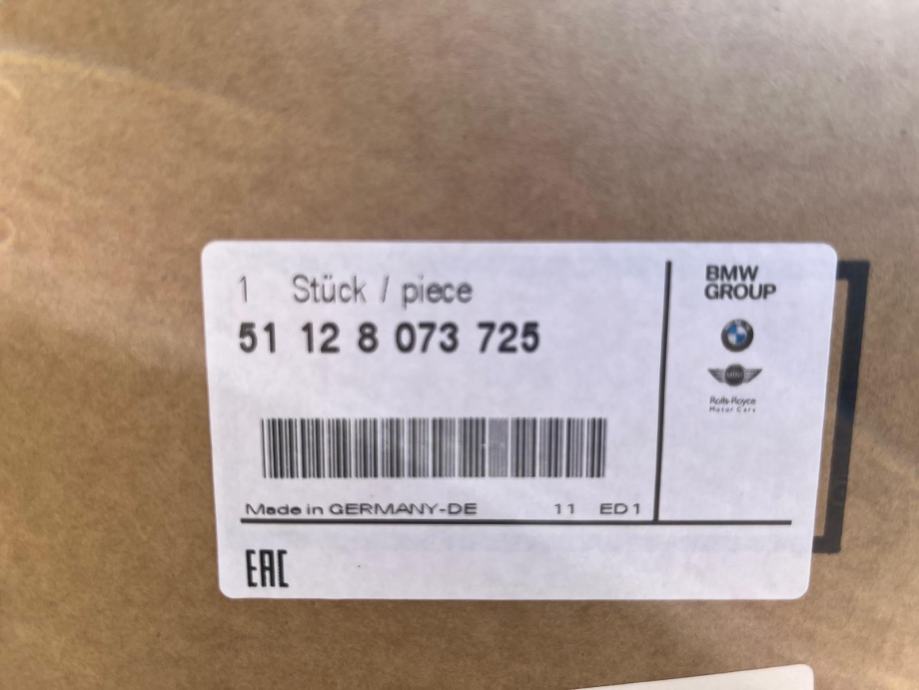 1 Stück / piece
51 12 8 073 725
Made in GERMANY-DE 11 ED1
EAC
BMW
GROUP
MINI
Rolls-Royce
Motor Cars